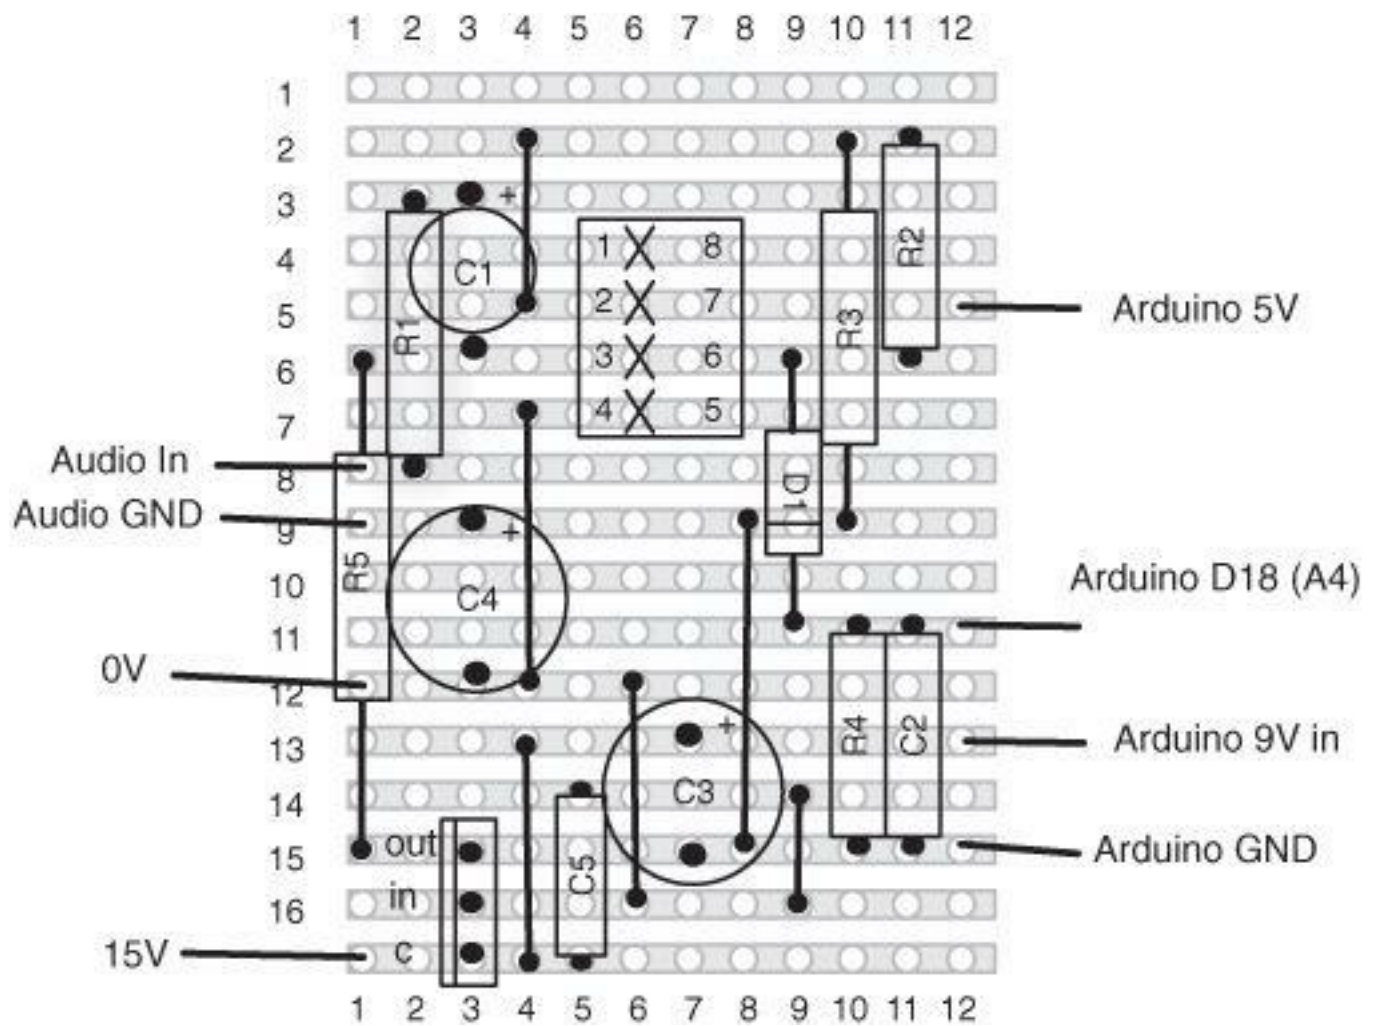 1 2 3 4 5 6 7 8 9 10 11 12
1
2
3 +
4 1 8 R2
C1
5 2 7 Arduino 5V
R1 3 6 R3
6
7 4 5
Audio In
8
D1
Audio GND
9 +
R5
10 C4 Arduino D18 (A4)
11
0V
12
13 + R4 C2 Arduino 9V in
14 C3
15 out C5 Arduino GND
in
16
15V c
1 2 3 4 5 6 7 8 9 10 11 12